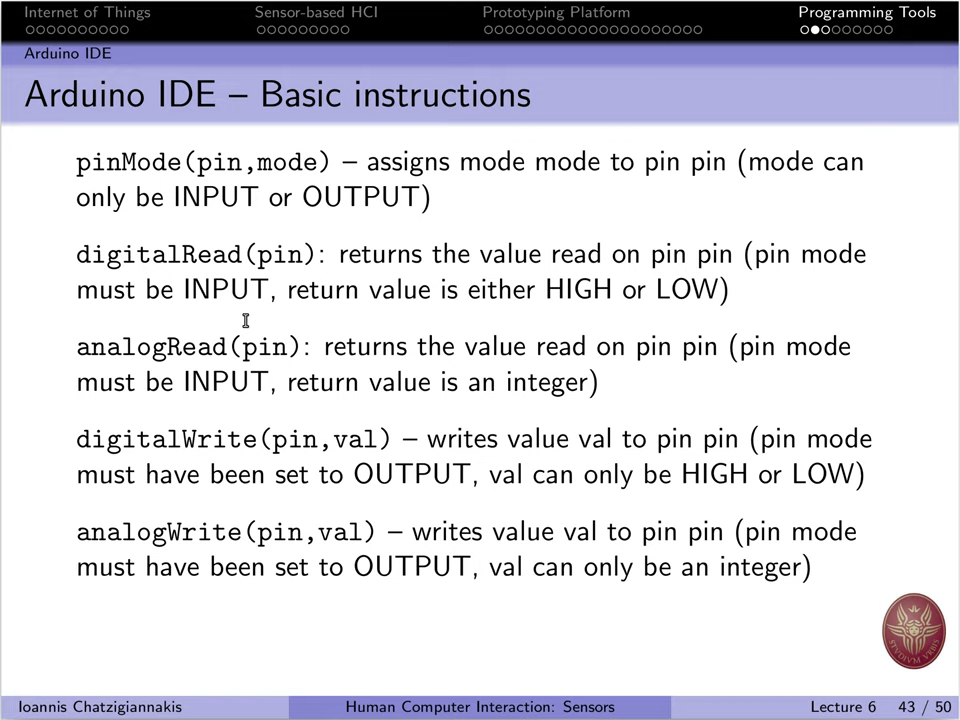 Internet of Things Sensor-based HCI Prototyping Platform Programming Tools
Arduino IDE
Arduino IDE – Basic instructions
pinMode(pin,mode) – assigns mode mode to pin pin (mode can
only be INPUT or OUTPUT)
digitalRead(pin): returns the value read on pin pin (pin mode
must be INPUT, return value is either HIGH or LOW)
analogRead(pin): returns the value read on pin pin (pin mode
must be INPUT, return value is an integer)
digitalWrite(pin,val) – writes value val to pin pin (pin mode
must have been set to OUTPUT, val can only be HIGH or LOW)
analogWrite(pin,val) – writes value val to pin pin (pin mode
must have been set to OUTPUT, val can only be an integer)
STVDIVM VRBIS
Ioannis Chatzigiannakis Human Computer Interaction: Sensors Lecture 6 43 / 50